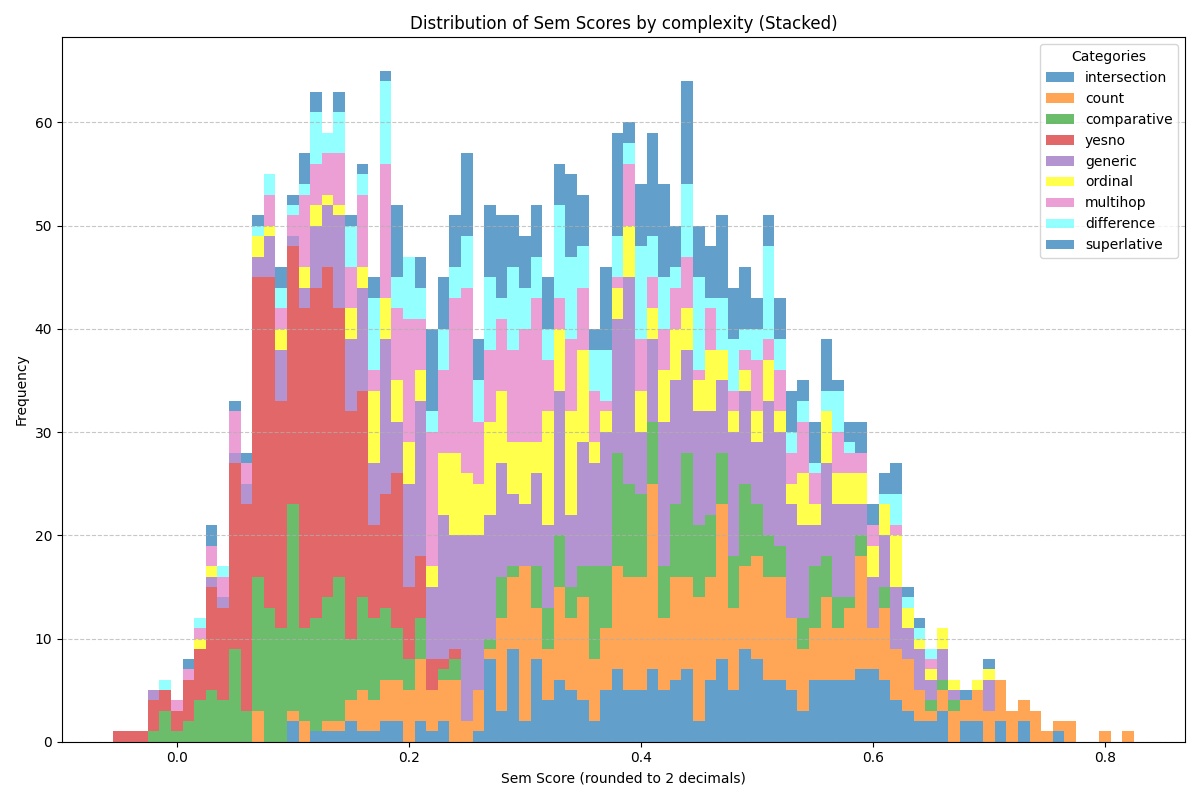 Distribution of Sem Scores by complexity (Stacked)
Categories
intersection
count
comparative
yesno
generic
ordinal
multihop
difference
superlative
Frequency
60
50
40
30
20
10
0
0.0 0.2 0.4 0.6 0.8
Sem Score (rounded to 2 decimals)